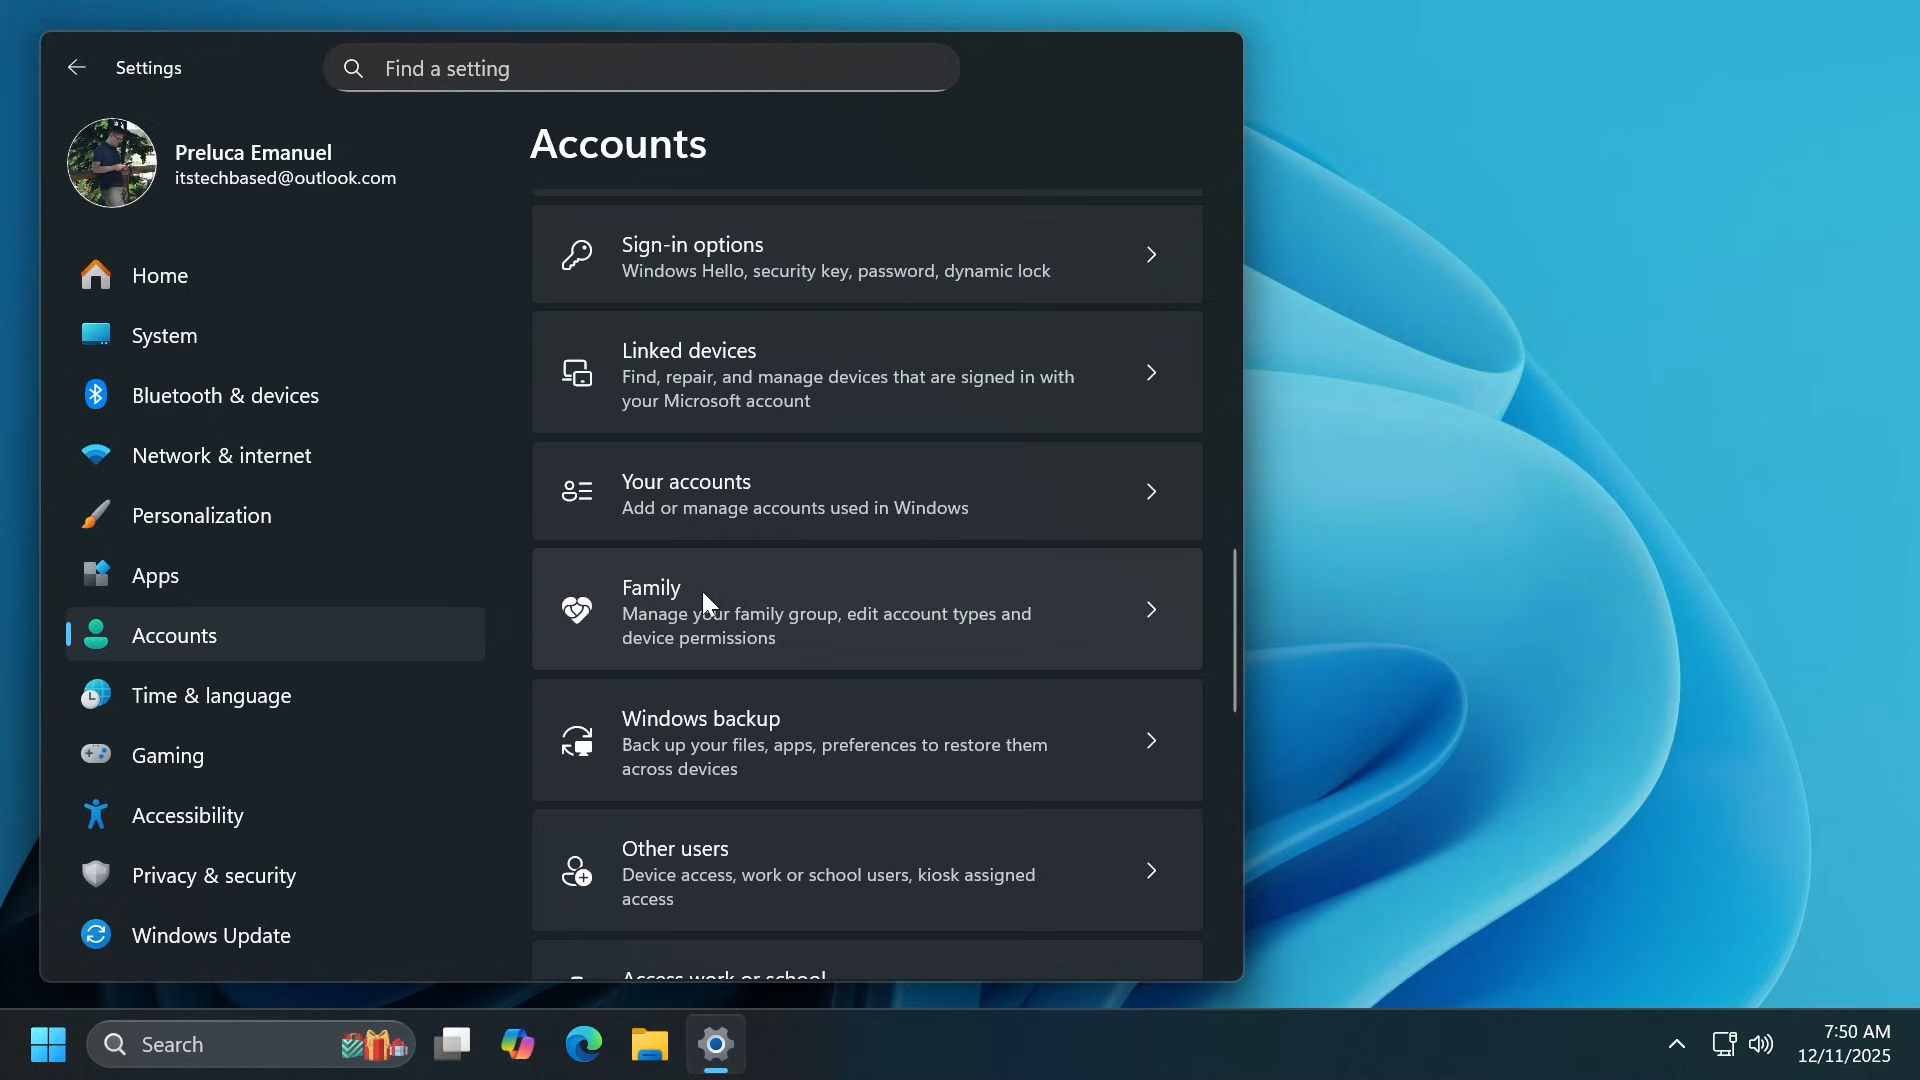 Settings
Find a setting
Preluca Emanuel
itstechbased@outlook.com
Home
System
Bluetooth & devices
Network & internet
Personalization
Apps
Accounts
Time & language
Gaming
Accessibility
Privacy & security
Windows Update
Accounts
Sign-in options
Windows Hello, security key, password, dynamic lock
Linked devices
Find, repair, and manage devices that are signed in with
your Microsoft account
Your accounts
Add or manage accounts used in Windows
Family
Manage your family group, edit account types and
device permissions
Windows backup
Back up your files, apps, preferences to restore them
across devices
Other users
Device access, work or school users, kiosk assigned
access
Access work or school
Search
7:50 AM
12/11/2025